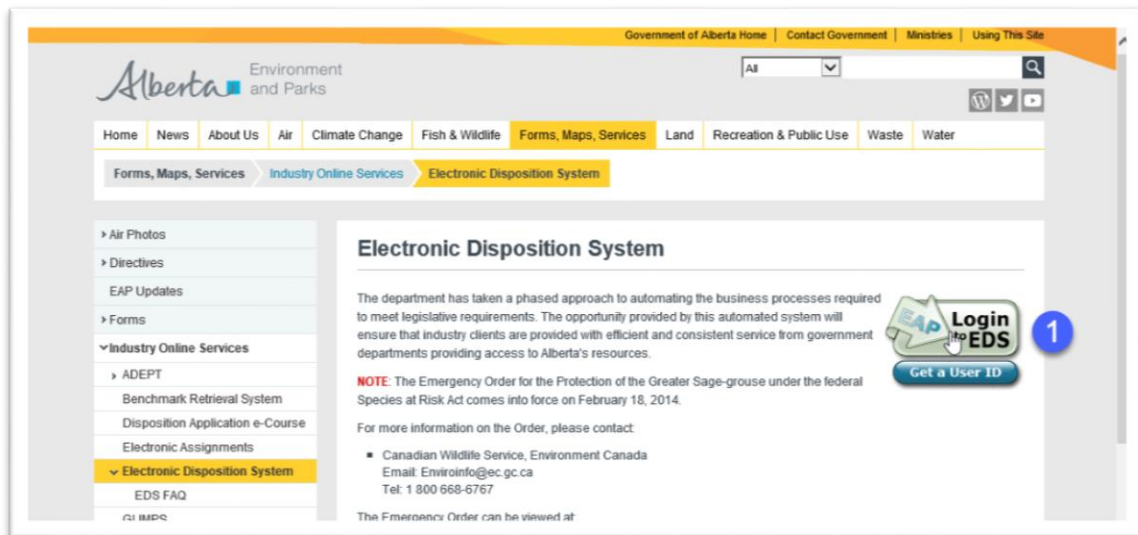 Government of Alberta Home | Contact Government | Ministries | Using This Site
Alberta Environment
and Parks
All
Home News About Us Air Climate Change Fish & Wildlife Forms, Maps, Services Land Recreation & Public Use Waste Water
Forms, Maps, Services Industry Online Services Electronic Disposition System
Air Photos
Directives
EAP Updates
Forms
Industry Online Services
ADEPT
Benchmark Retrieval System
Disposition Application e-Course
Electronic Assignments
Electronic Disposition System
EDS FAQ
GLIMPS
Electronic Disposition System
The department has taken a phased approach to automating the business processes required
to meet legislative requirements. The opportunity provided by this automated system will
ensure that industry clients are provided with efficient and consistent service from government
departments providing access to Alberta's resources.
NOTE: The Emergency Order for the Protection of the Greater Sage-grouse under the federal
Species at Risk Act comes into force on February 18, 2014.
For more information on the Order, please contact:
Canadian Wildlife Service, Environment Canada
Email: Enviroinfo@ec.gc.ca
Tel: 1 800 668-6767
The Emergency Order can be viewed at:
EAP Login
to EDS
Get a User ID
1